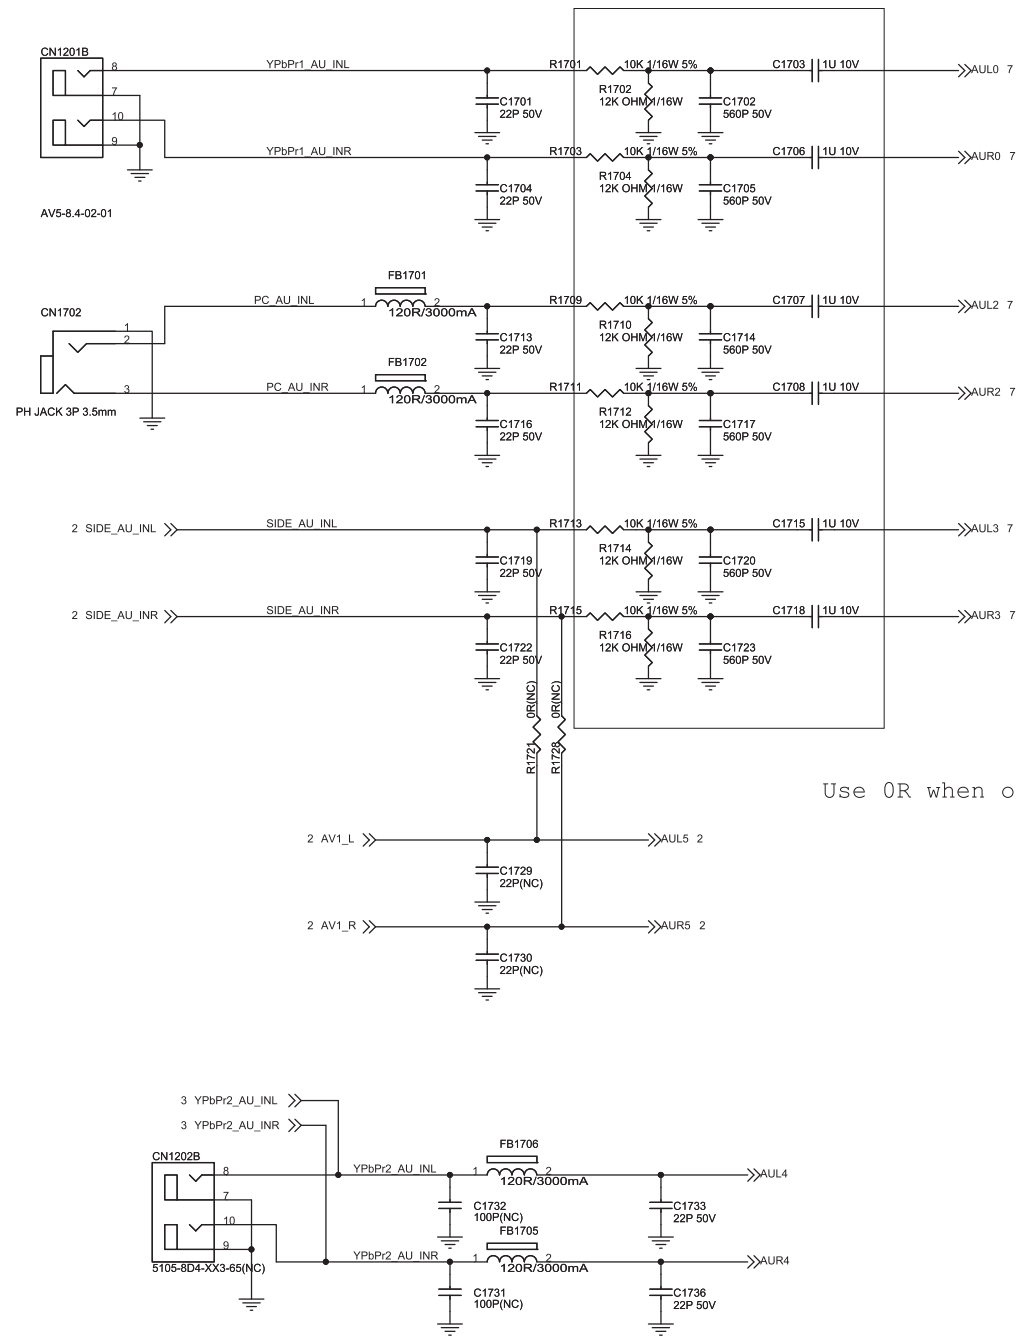 CN1201B
8
YPbPr1_AU_INL
R1701
10K 1/16W 5%
C1703
1U 10V
AUL0 7
7
C1701
22P 50V
R1702
12K OHM 1/16W
C1702
560P 50V
10
9
YPbPr1_AU_INR
R1703
10K 1/16W 5%
C1706
1U 10V
AUR0 7
C1704
22P 50V
R1704
12K OHM 1/16W
C1705
560P 50V
AV5-8.4-02-01
FB1701
CN1702
PC_AU_INL
1
2
120R/3000mA
R1709
10K 1/16W 5%
C1707
1U 10V
AUL2 7
1
2
C1713
22P 50V
R1710
12K OHM 1/16W
C1714
560P 50V
FB1702
3
PC_AU_INR
1
2
120R/3000mA
R1711
10K 1/16W 5%
C1708
1U 10V
AUR2 7
PH JACK 3P 3.5mm
C1716
22P 50V
R1712
12K OHM 1/16W
C1717
560P 50V
2 SIDE_AU_INL
SIDE_AU_INL
R1713
10K 1/16W 5%
C1715
1U 10V
AUL3 7
C1719
22P 50V
R1714
12K OHM 1/16W
C1720
560P 50V
2 SIDE_AU_INR
SIDE_AU_INR
R1715
10K 1/16W 5%
C1718
1U 10V
AUR3 7
C1722
22P 50V
R1716
12K OHM 1/16W
C1723
560P 50V
R1721 0R(NC)
R1728 0R(NC)
Use 0R when o
2 AV1_L
AUL5 2
C1729
22P(NC)
2 AV1_R
AUR5 2
C1730
22P(NC)
3 YPbPr2_AU_INL
3 YPbPr2_AU_INR
CN1202B
FB1706
8
YPbPr2_AU_INL
1
2
120R/3000mA
AUL4
7
C1732
100P(NC)
C1733
22P 50V
10
9
FB1705
YPbPr2_AU_INR
1
2
120R/3000mA
AUR4
5105-8D4-XX3-65(NC)
C1731
100P(NC)
C1736
22P 50V